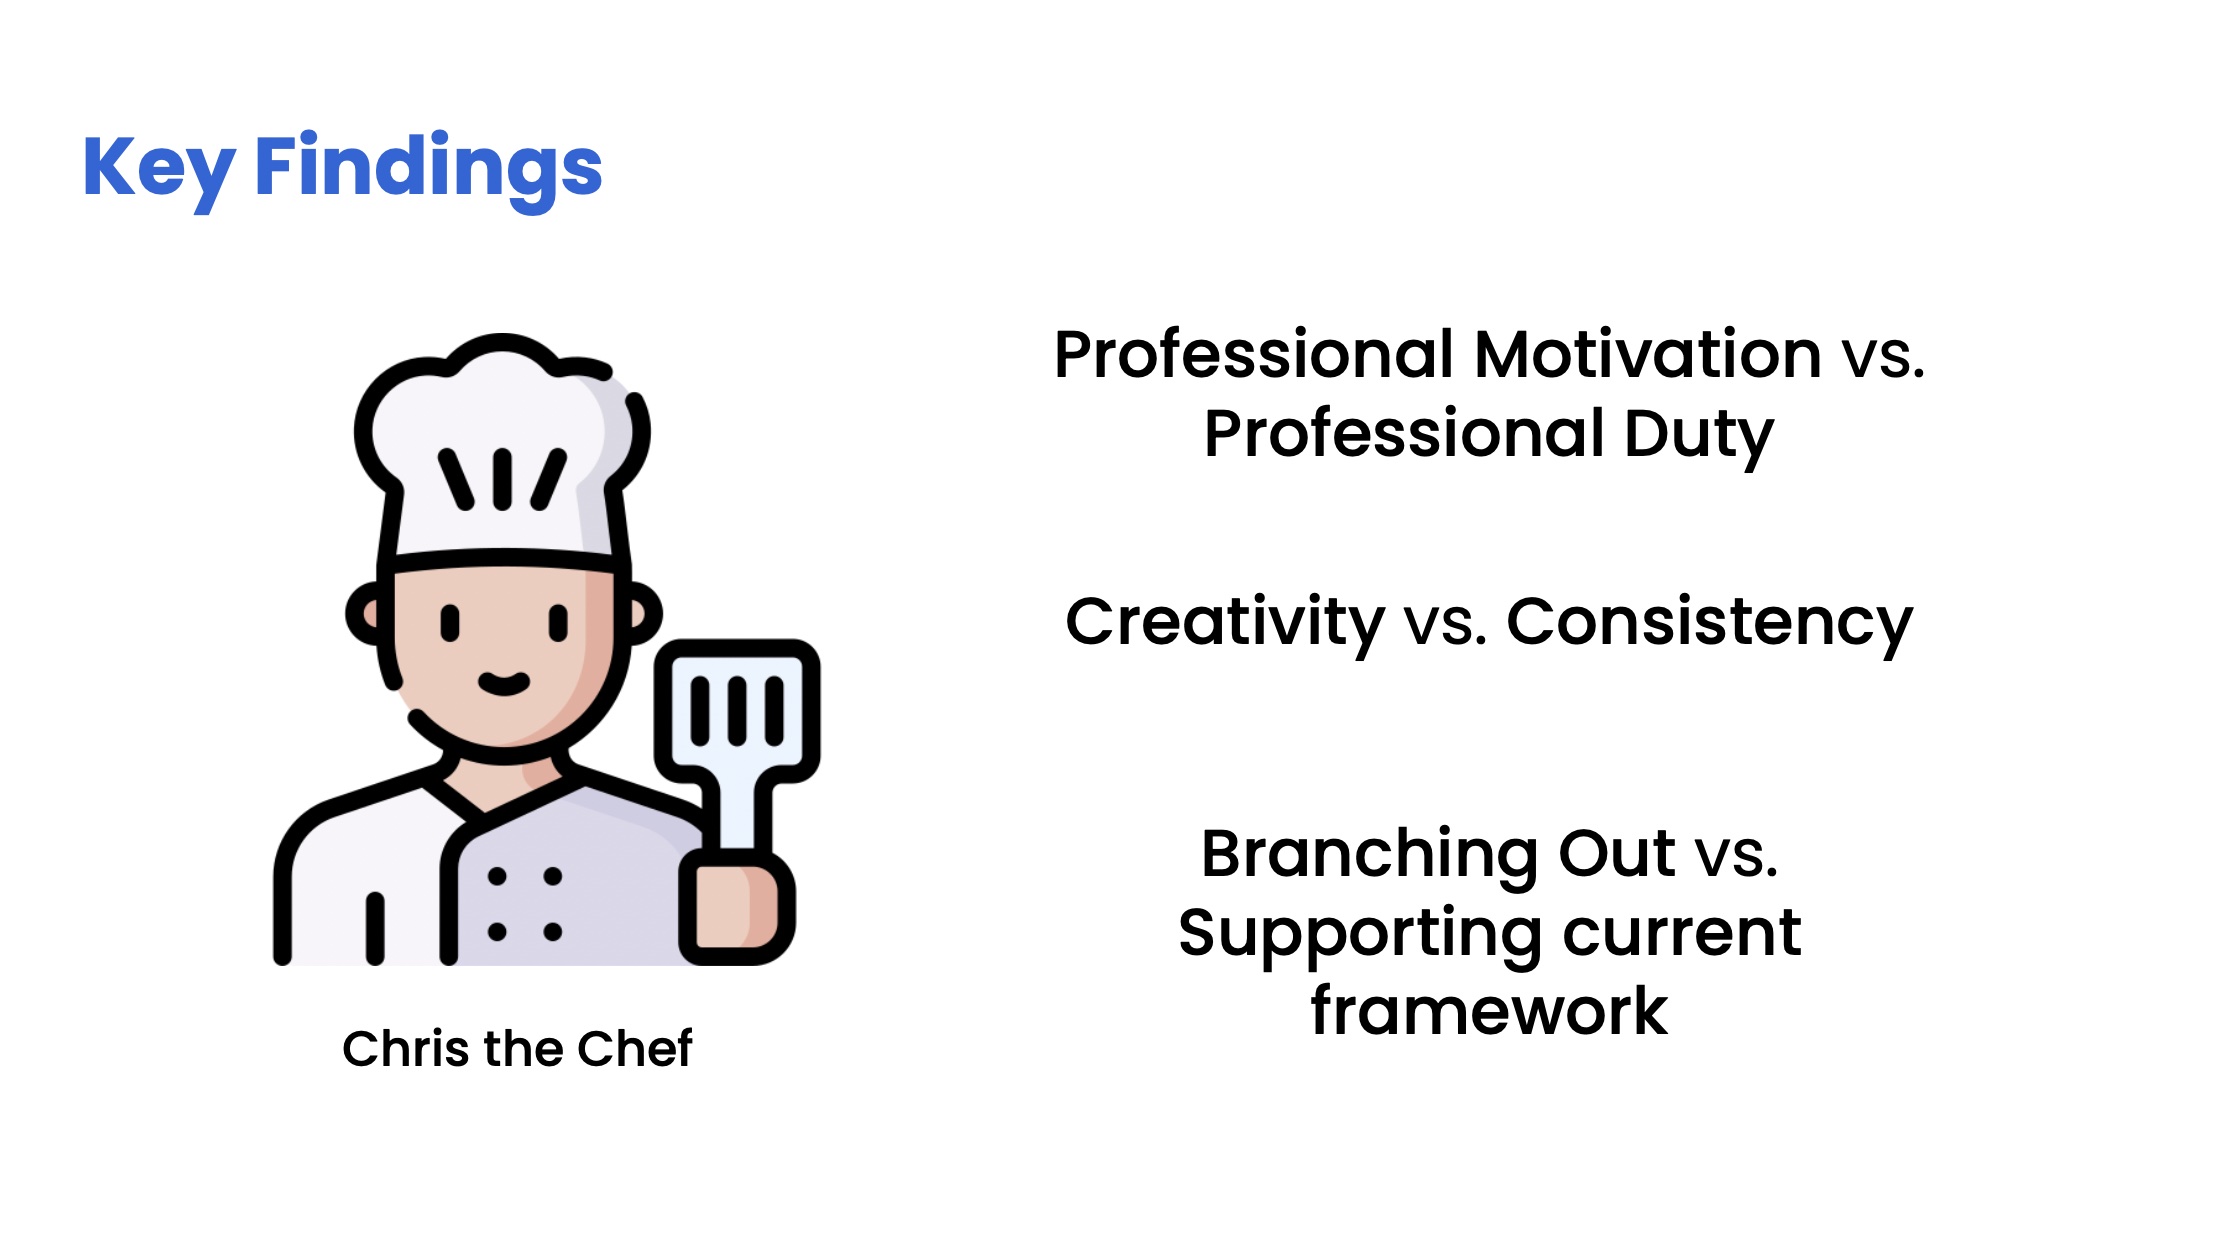 Key Findings
Professional Motivation vs.
Professional Duty
Creativity vs. Consistency
Branching Out vs.
Supporting current
framework
Chris the Chef